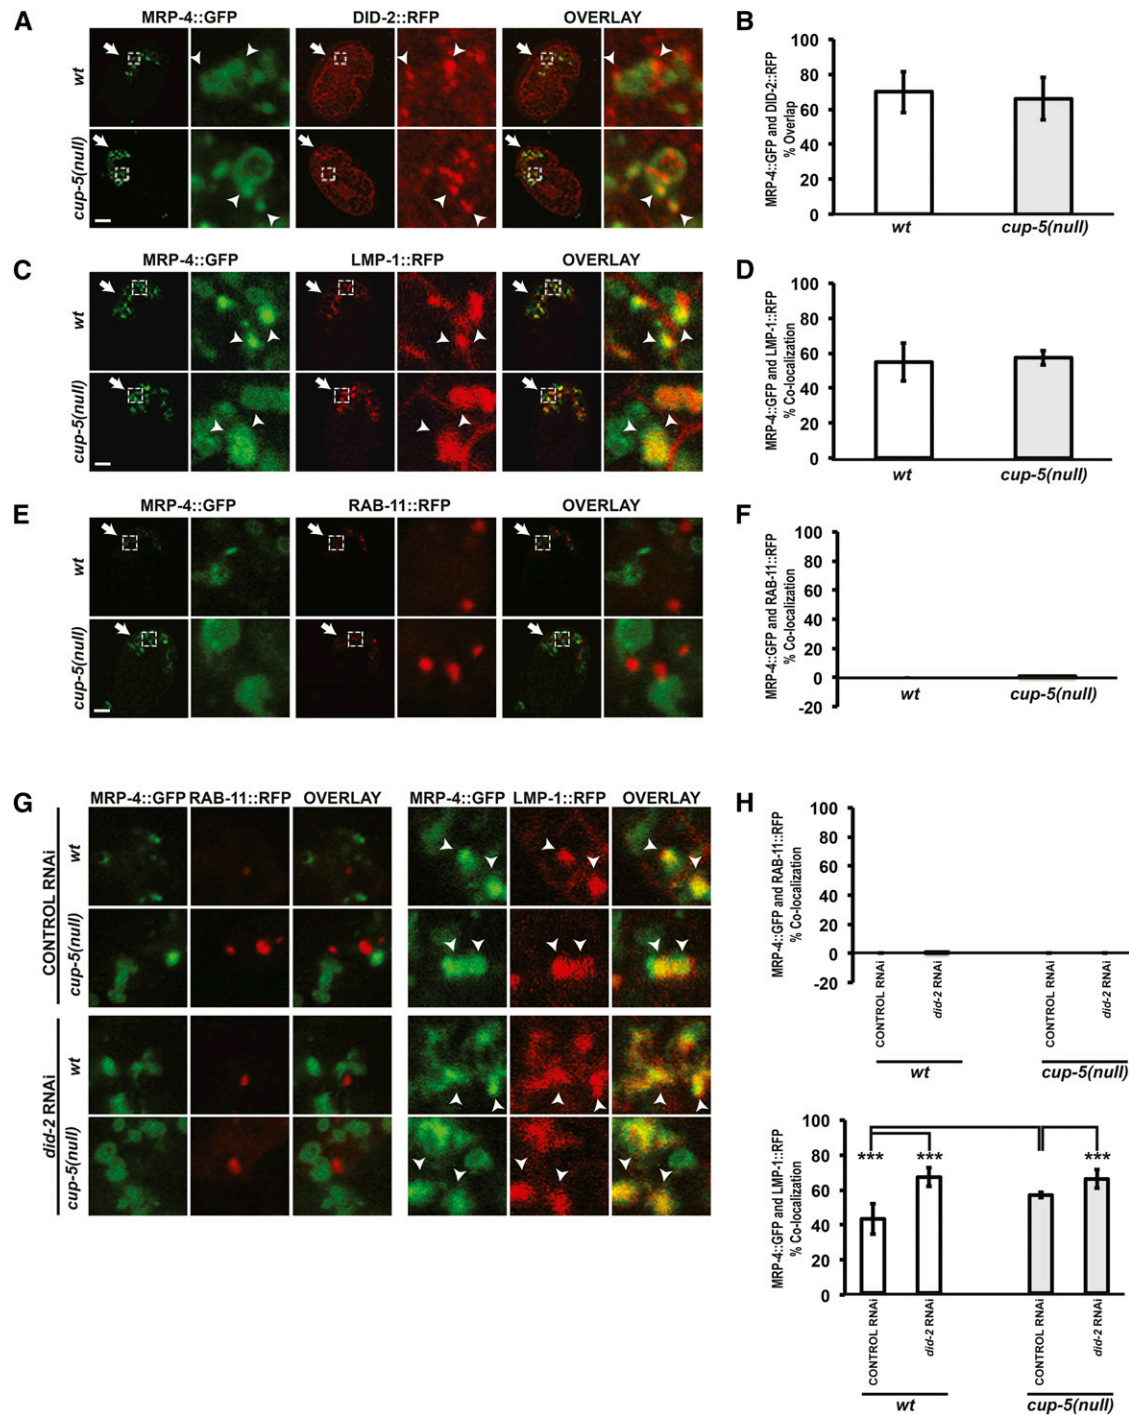 A
MRP-4::GFP DID-2::RFP OVERLAY
wt
cup-5(null)
B
MRP-4::GFP and DID-2::RFP
% Overlap
100
80
60
40
20
0
wt cup-5(null)
C
MRP-4::GFP LMP-1::RFP OVERLAY
wt
cup-5(null)
D
MRP-4::GFP and LMP-1::RFP
% Co-localization
100
80
60
40
20
0
wt cup-5(null)
E
MRP-4::GFP RAB-11::RFP OVERLAY
wt
cup-5(null)
F
MRP-4::GFP and RAB-11::RFP
% Co-localization
100
80
60
40
20
0
-20
wt cup-5(null)
G
MRP-4::GFP RAB-11::RFP OVERLAY MRP-4::GFP LMP-1::RFP OVERLAY
CONTROL RNAi
wt
cup-5(null)
did-2 RNAi
wt
cup-5(null)
H
MRP-4::GFP and RAB-11::RFP
% Co-localization
100
80
60
40
20
0
-20
CONTROL RNAi did-2 RNAi CONTROL RNAi did-2 RNAi
wt cup-5(null)
MRP-4::GFP and LMP-1::RFP
% Co-localization
100
80
60
40
20
0
*** *** ***
CONTROL RNAi did-2 RNAi CONTROL RNAi did-2 RNAi
wt cup-5(null)